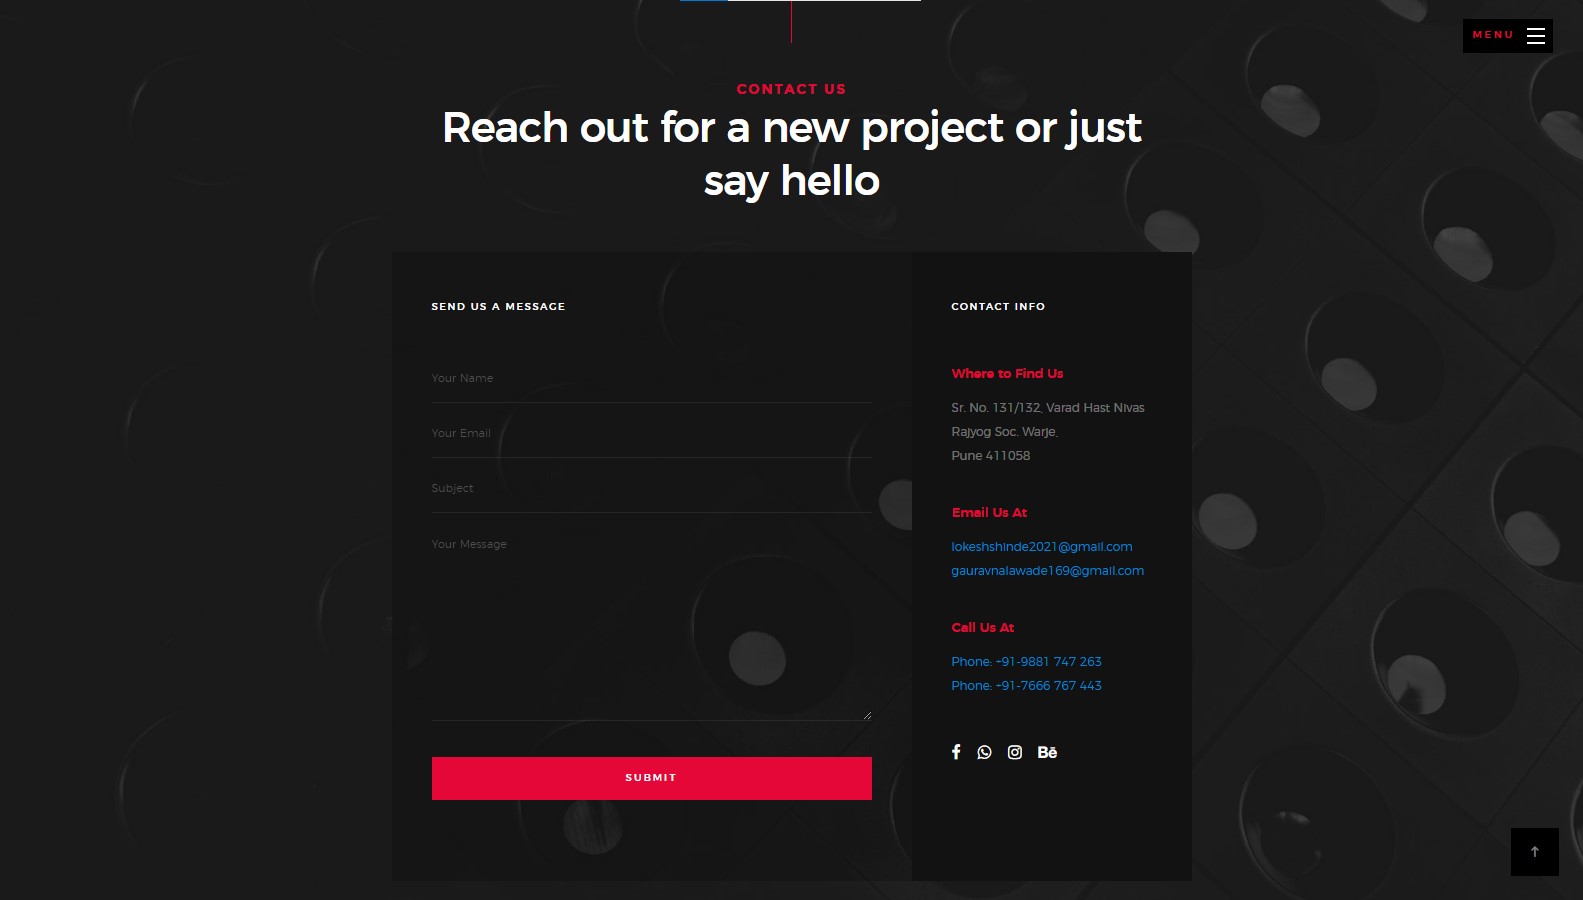 MENU
CONTACT US
Reach out for a new project or just
say hello
SEND US A MESSAGE
Your Name
Your Email
Subject
Your Message
SUBMIT
CONTACT INFO
Where to Find Us
Sr. No. 131/132, Varad Hast Nivas
Rajyog Soc. Warje,
Pune 411058
Email Us At
lokeshshinde2021@gmail.com
gauravnalawade169@gmail.com
Call Us At
Phone: +91-9881 747 263
Phone: +91-7666 767 443
Bē